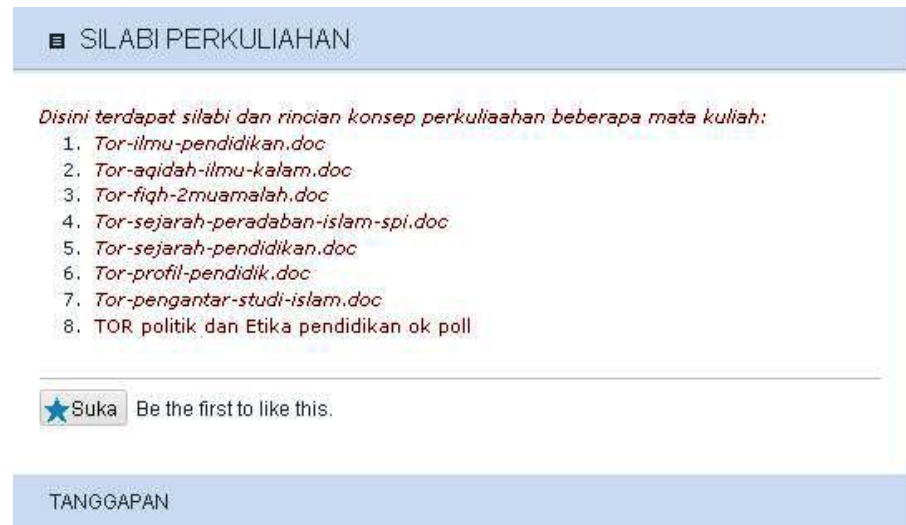 SILABI PERKULIAHAN
Disini terdapat silabi dan rincian konsep perkuliaahan beberapa mata kuliah:
1. Tor-ilmu-pendidikan.doc
2. Tor-aqidah-ilmu-kalam.doc
3. Tor-fiqh-2muamalah.doc
4. Tor-sejarah-peradaban-islam-spi.doc
5. Tor-sejarah-pendidikan.doc
6. Tor-profil-pendidik.doc
7. Tor-pengantar-studi-islam.doc
8. TOR politik dan Etika pendidikan ok poll
Suka Be the first to like this.
TANGGAPAN